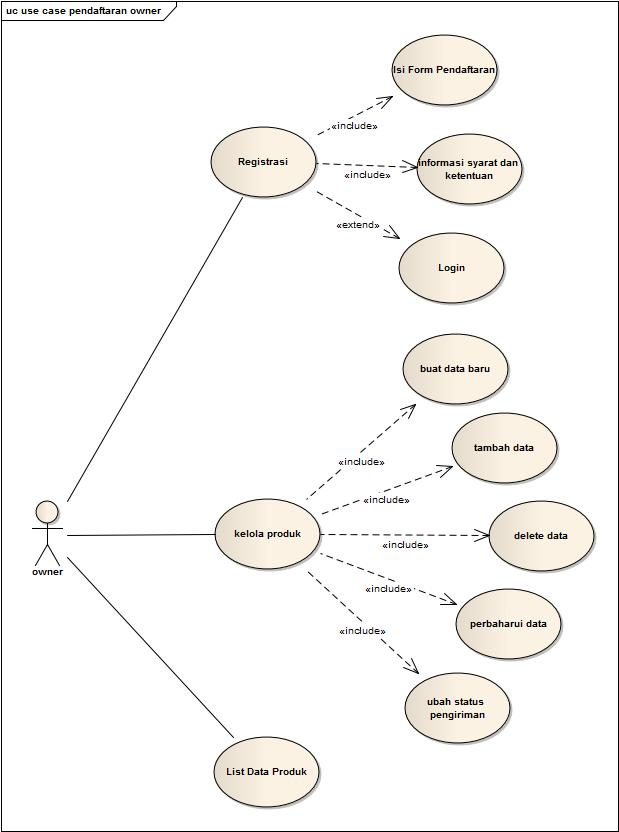 uc use case pendaftaran owner
Isi Form Pendaftaran
«include»
Registrasi
informasi syarat dan
ketentuan
«include»
«extend»
Login
buat data baru
tambah data
«include»
«include»
kelola produk
delete data
«include»
owner
«include»
perbaharui data
«include»
ubah status
pengiriman
List Data Produk